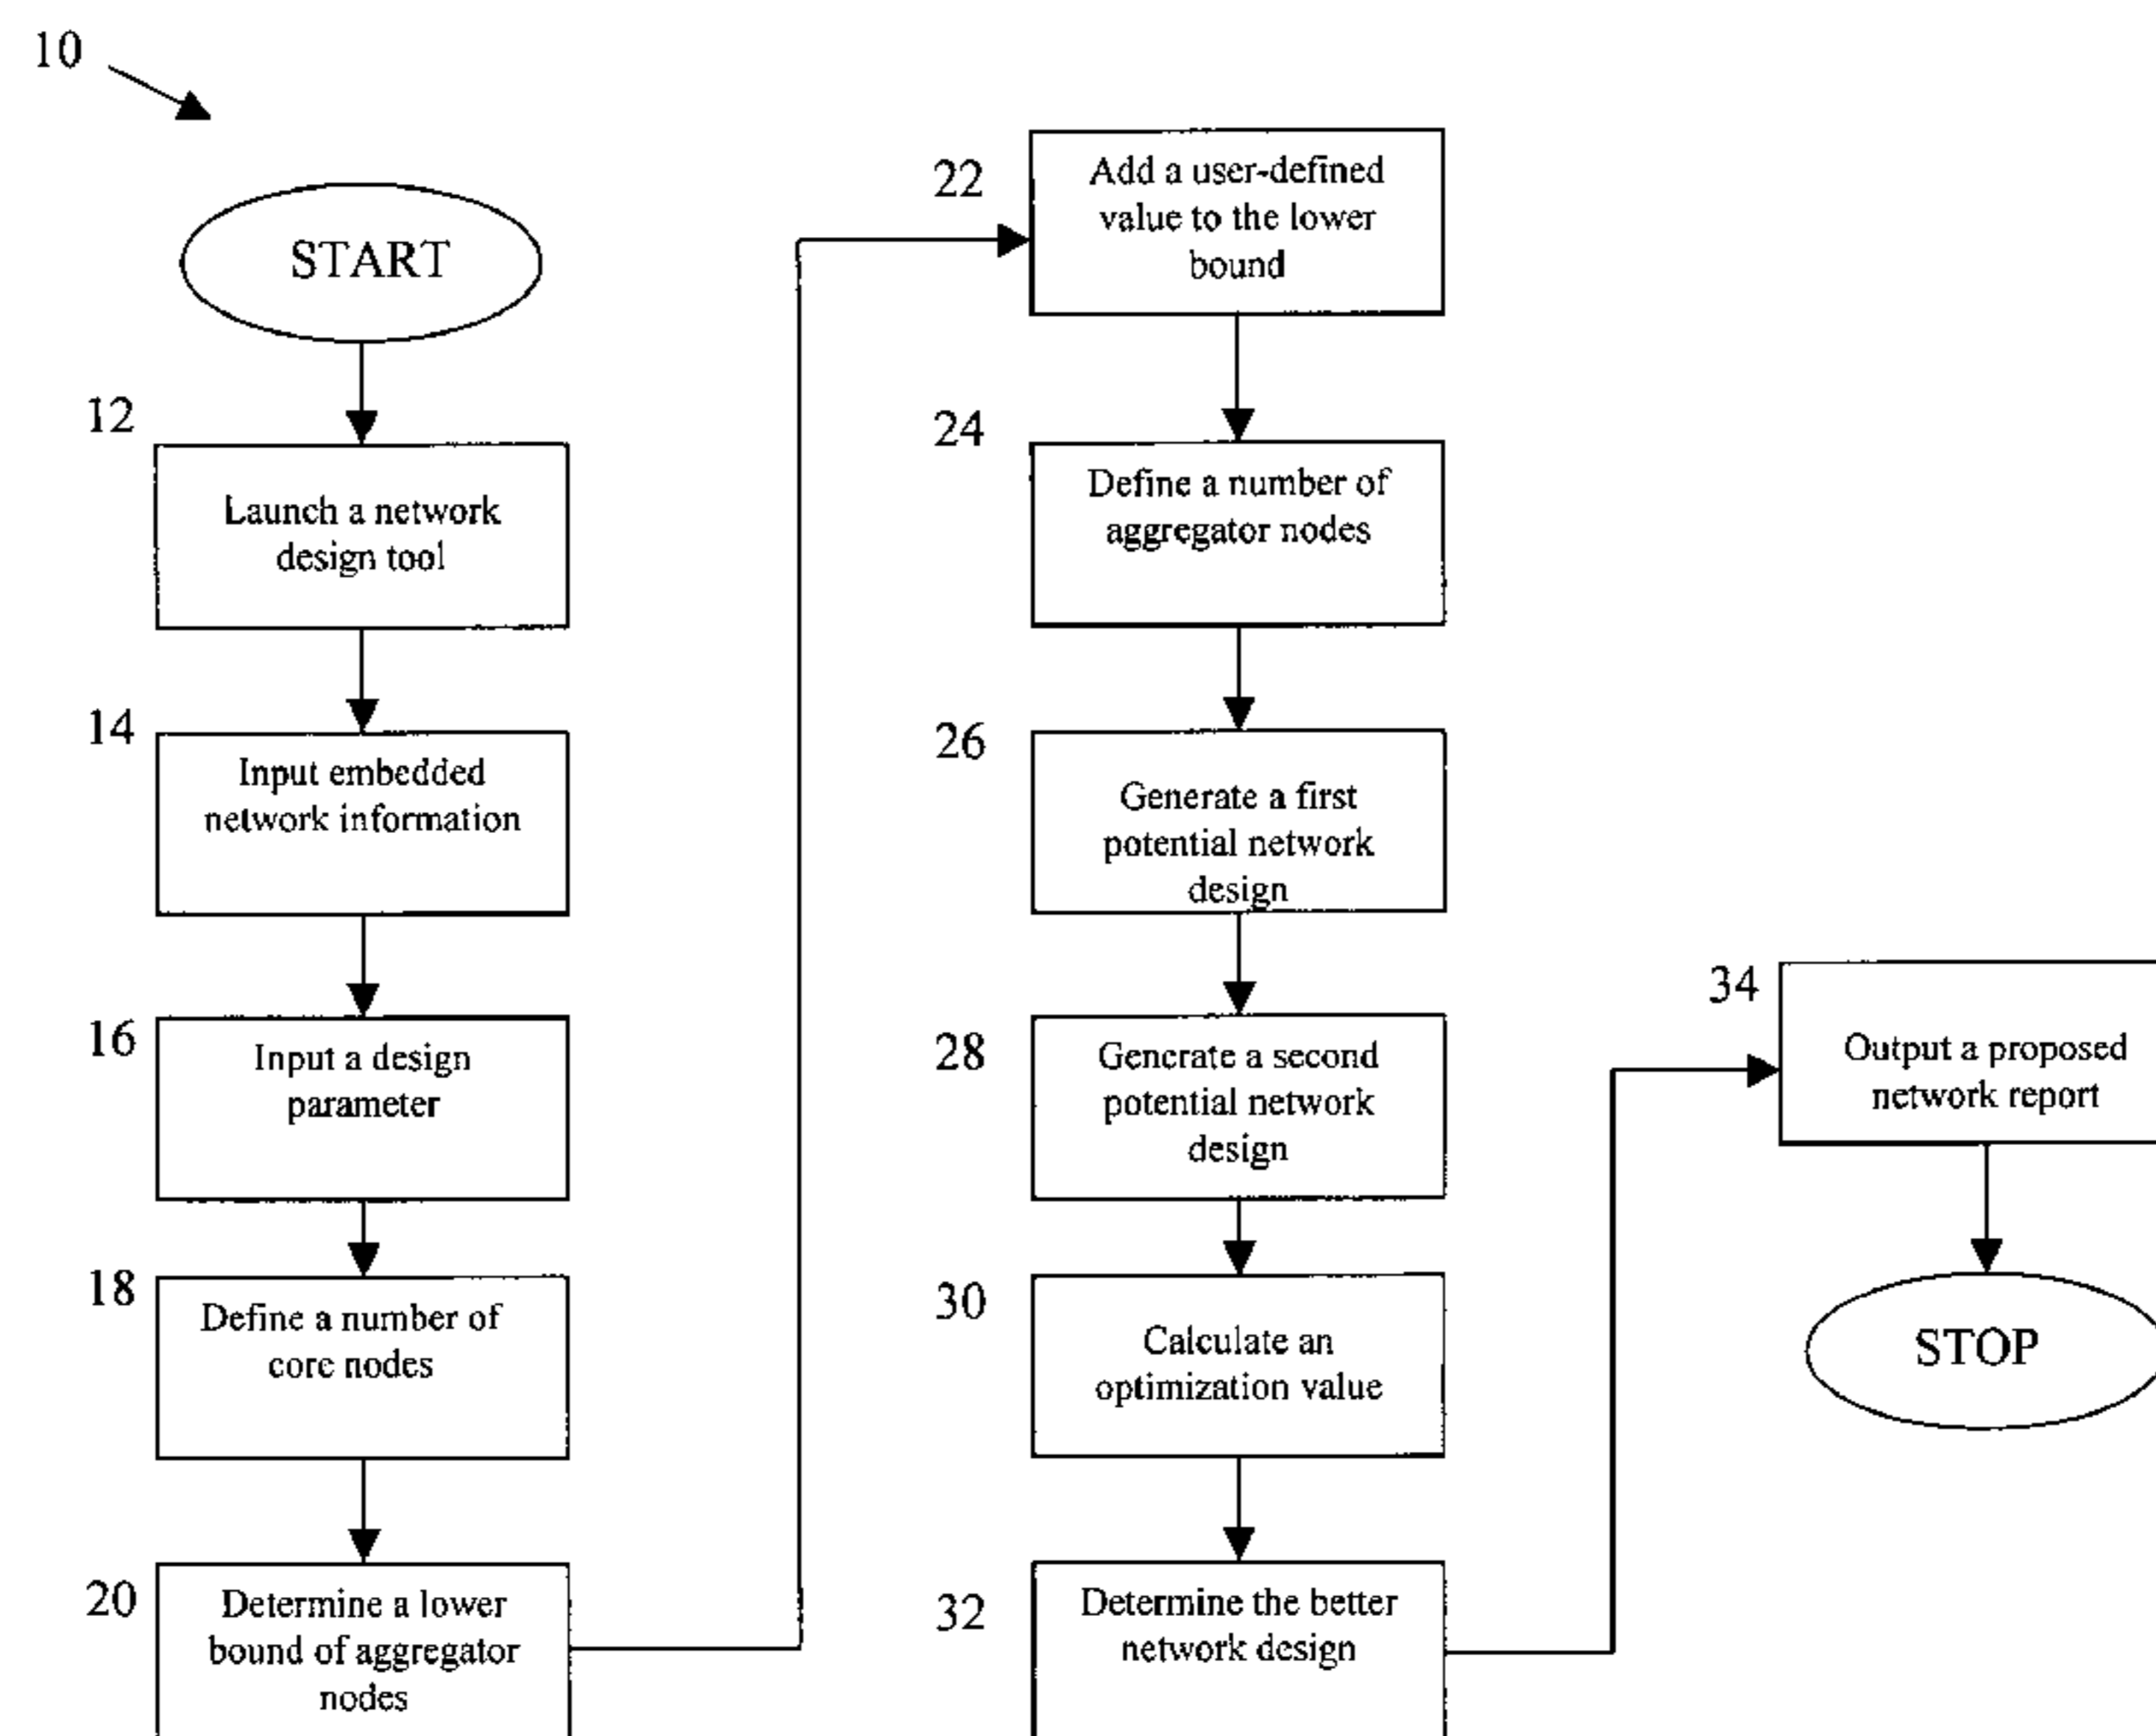 10
START
12
Launch a network
design tool
14
Input embedded
network information
16
Input a design
parameter
18
Define a number of
core nodes
20
Determine a lower
bound of aggregator
nodes
22
Add a user-defined
value to the lower
bound
24
Define a number of
aggregator nodes
26
Generate a first
potential network
design
28
Generate a second
potential network
design
30
Calculate an
optimization value
32
Determine the better
network design
34
Output a proposed
network report
STOP